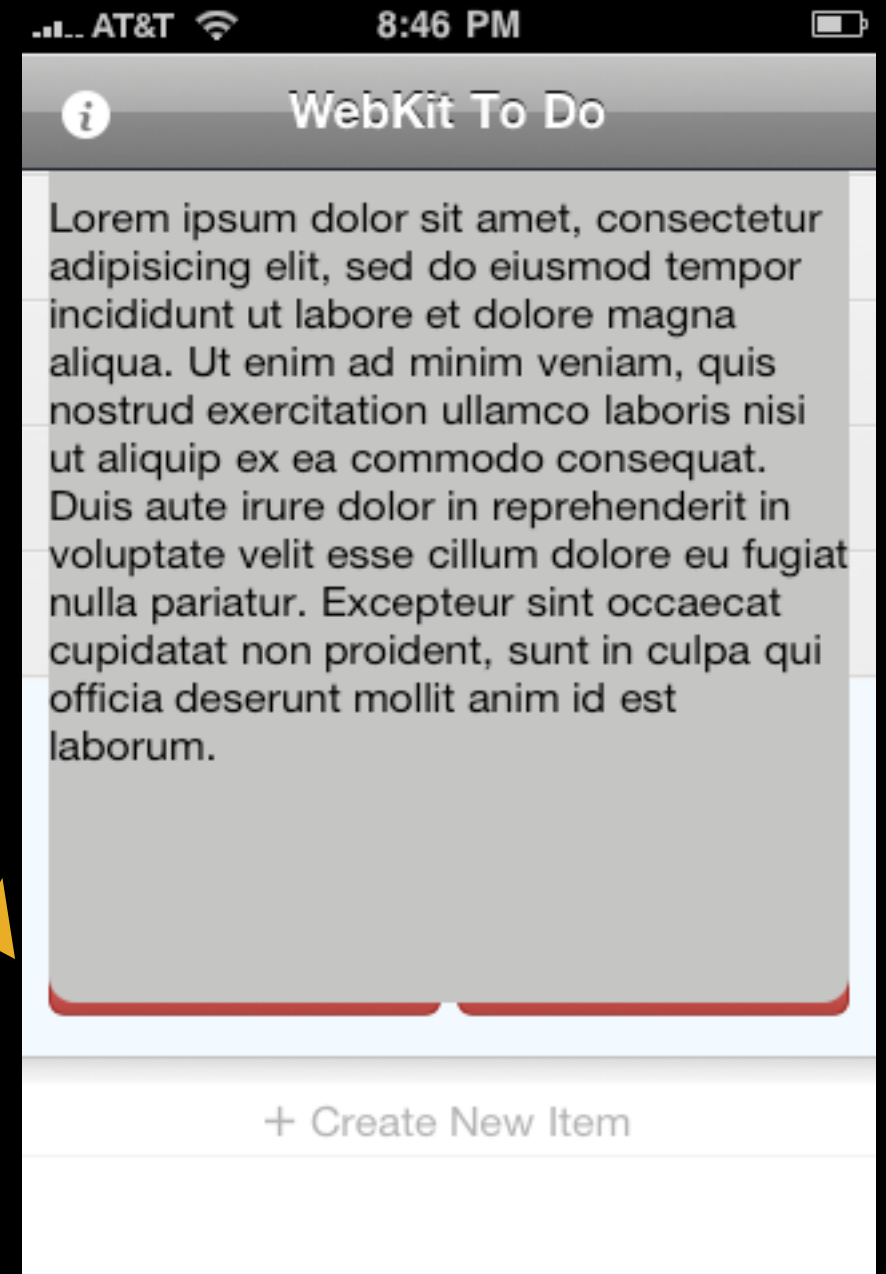 AT&T 8:46 PM
WebKit To Do
Lorem ipsum dolor sit amet, consectetur
adipisicing elit, sed do eiusmod tempor
incididunt ut labore et dolore magna
aliqua. Ut enim ad minim veniam, quis
nostrud exercitation ullamco laboris nisi
ut aliquip ex ea commodo consequat.
Duis aute irure dolor in reprehenderit in
voluptate velit esse cillum dolore eu fugiat
nulla pariatur. Excepteur sint occaecat
cupidatat non proident, sunt in culpa qui
officia deserunt mollit anim id est
laborum.
+ Create New Item